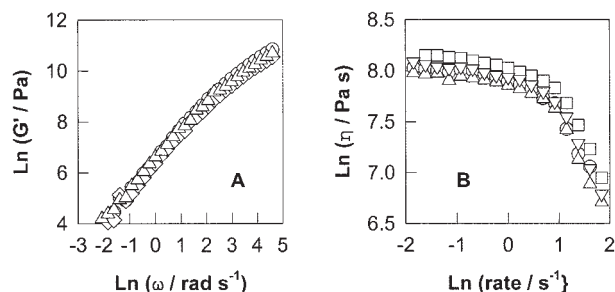 12
10
8
6
4
Ln (G' / Pa)
A
-3 -2 -1 0 1 2 3 4 5
Ln (ω / rad s⁻¹)
8.5
8.0
7.5
7.0
6.5
Ln (η / Pa s)
B
-2 -1 0 1 2
Ln (rate / s⁻¹}